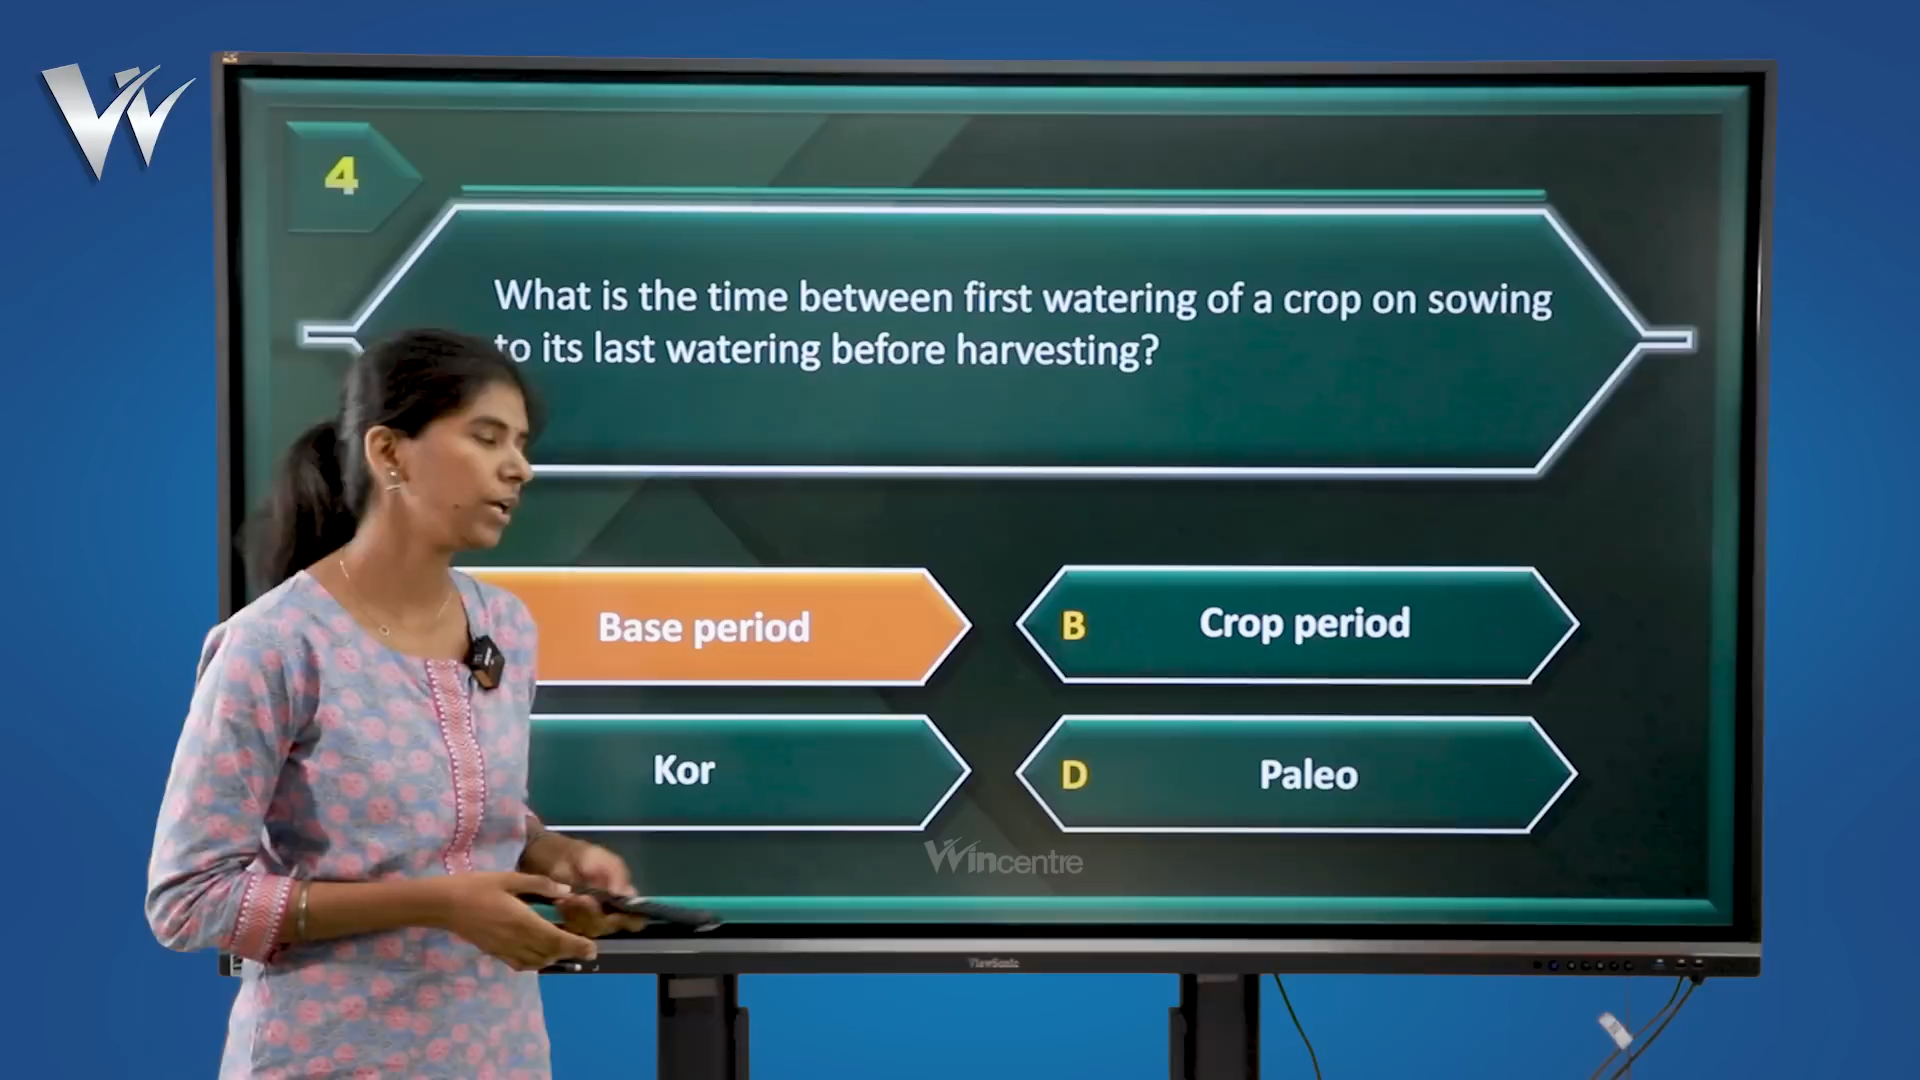 4
What is the time between first watering of a crop on sowing
to its last watering before harvesting?
Base period
B Crop period
Kor
D Paleo
Wincentre
ViewSonic